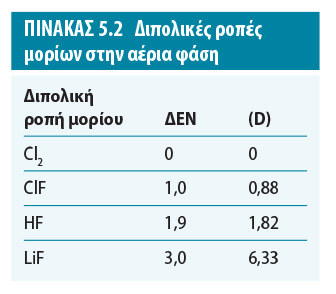 ΠΙΝΑΚΑΣ 5.2 Διπολικές ροπές
μορίων στην αέρια φάση
Διπολική
ροπή μορίου ΔΕΝ (D)
Cl₂ 0 0
ClF 1,0 0,88
HF 1,9 1,82
LiF 3,0 6,33